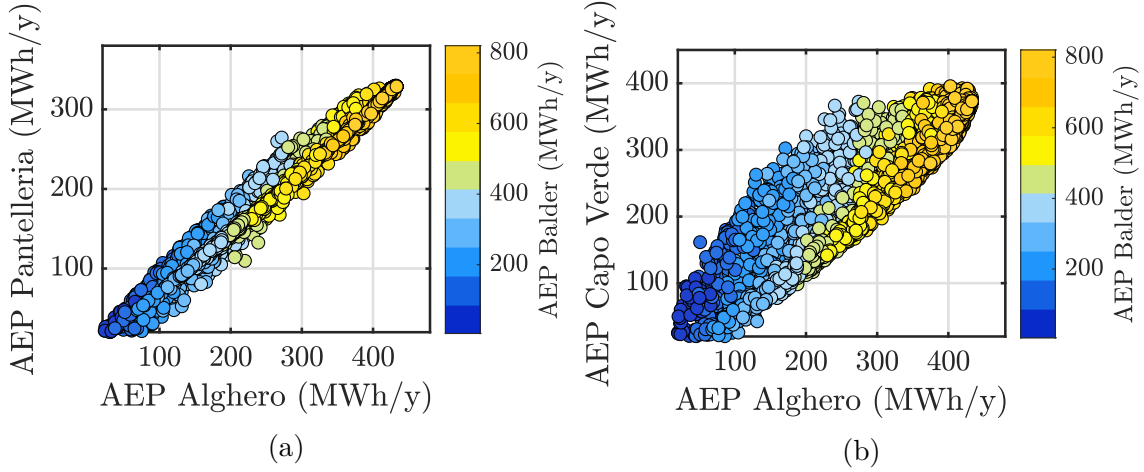 AEP Pantelleria (MWh/y)
300
200
100
100 200 300 400
AEP Alghero (MWh/y)
800
600
400
200
AEP Balder (MWh/y)
(a)
AEP Capo Verde (MWh/y)
400
300
200
100
100 200 300 400
AEP Alghero (MWh/y)
800
600
400
200
AEP Balder (MWh/y)
(b)